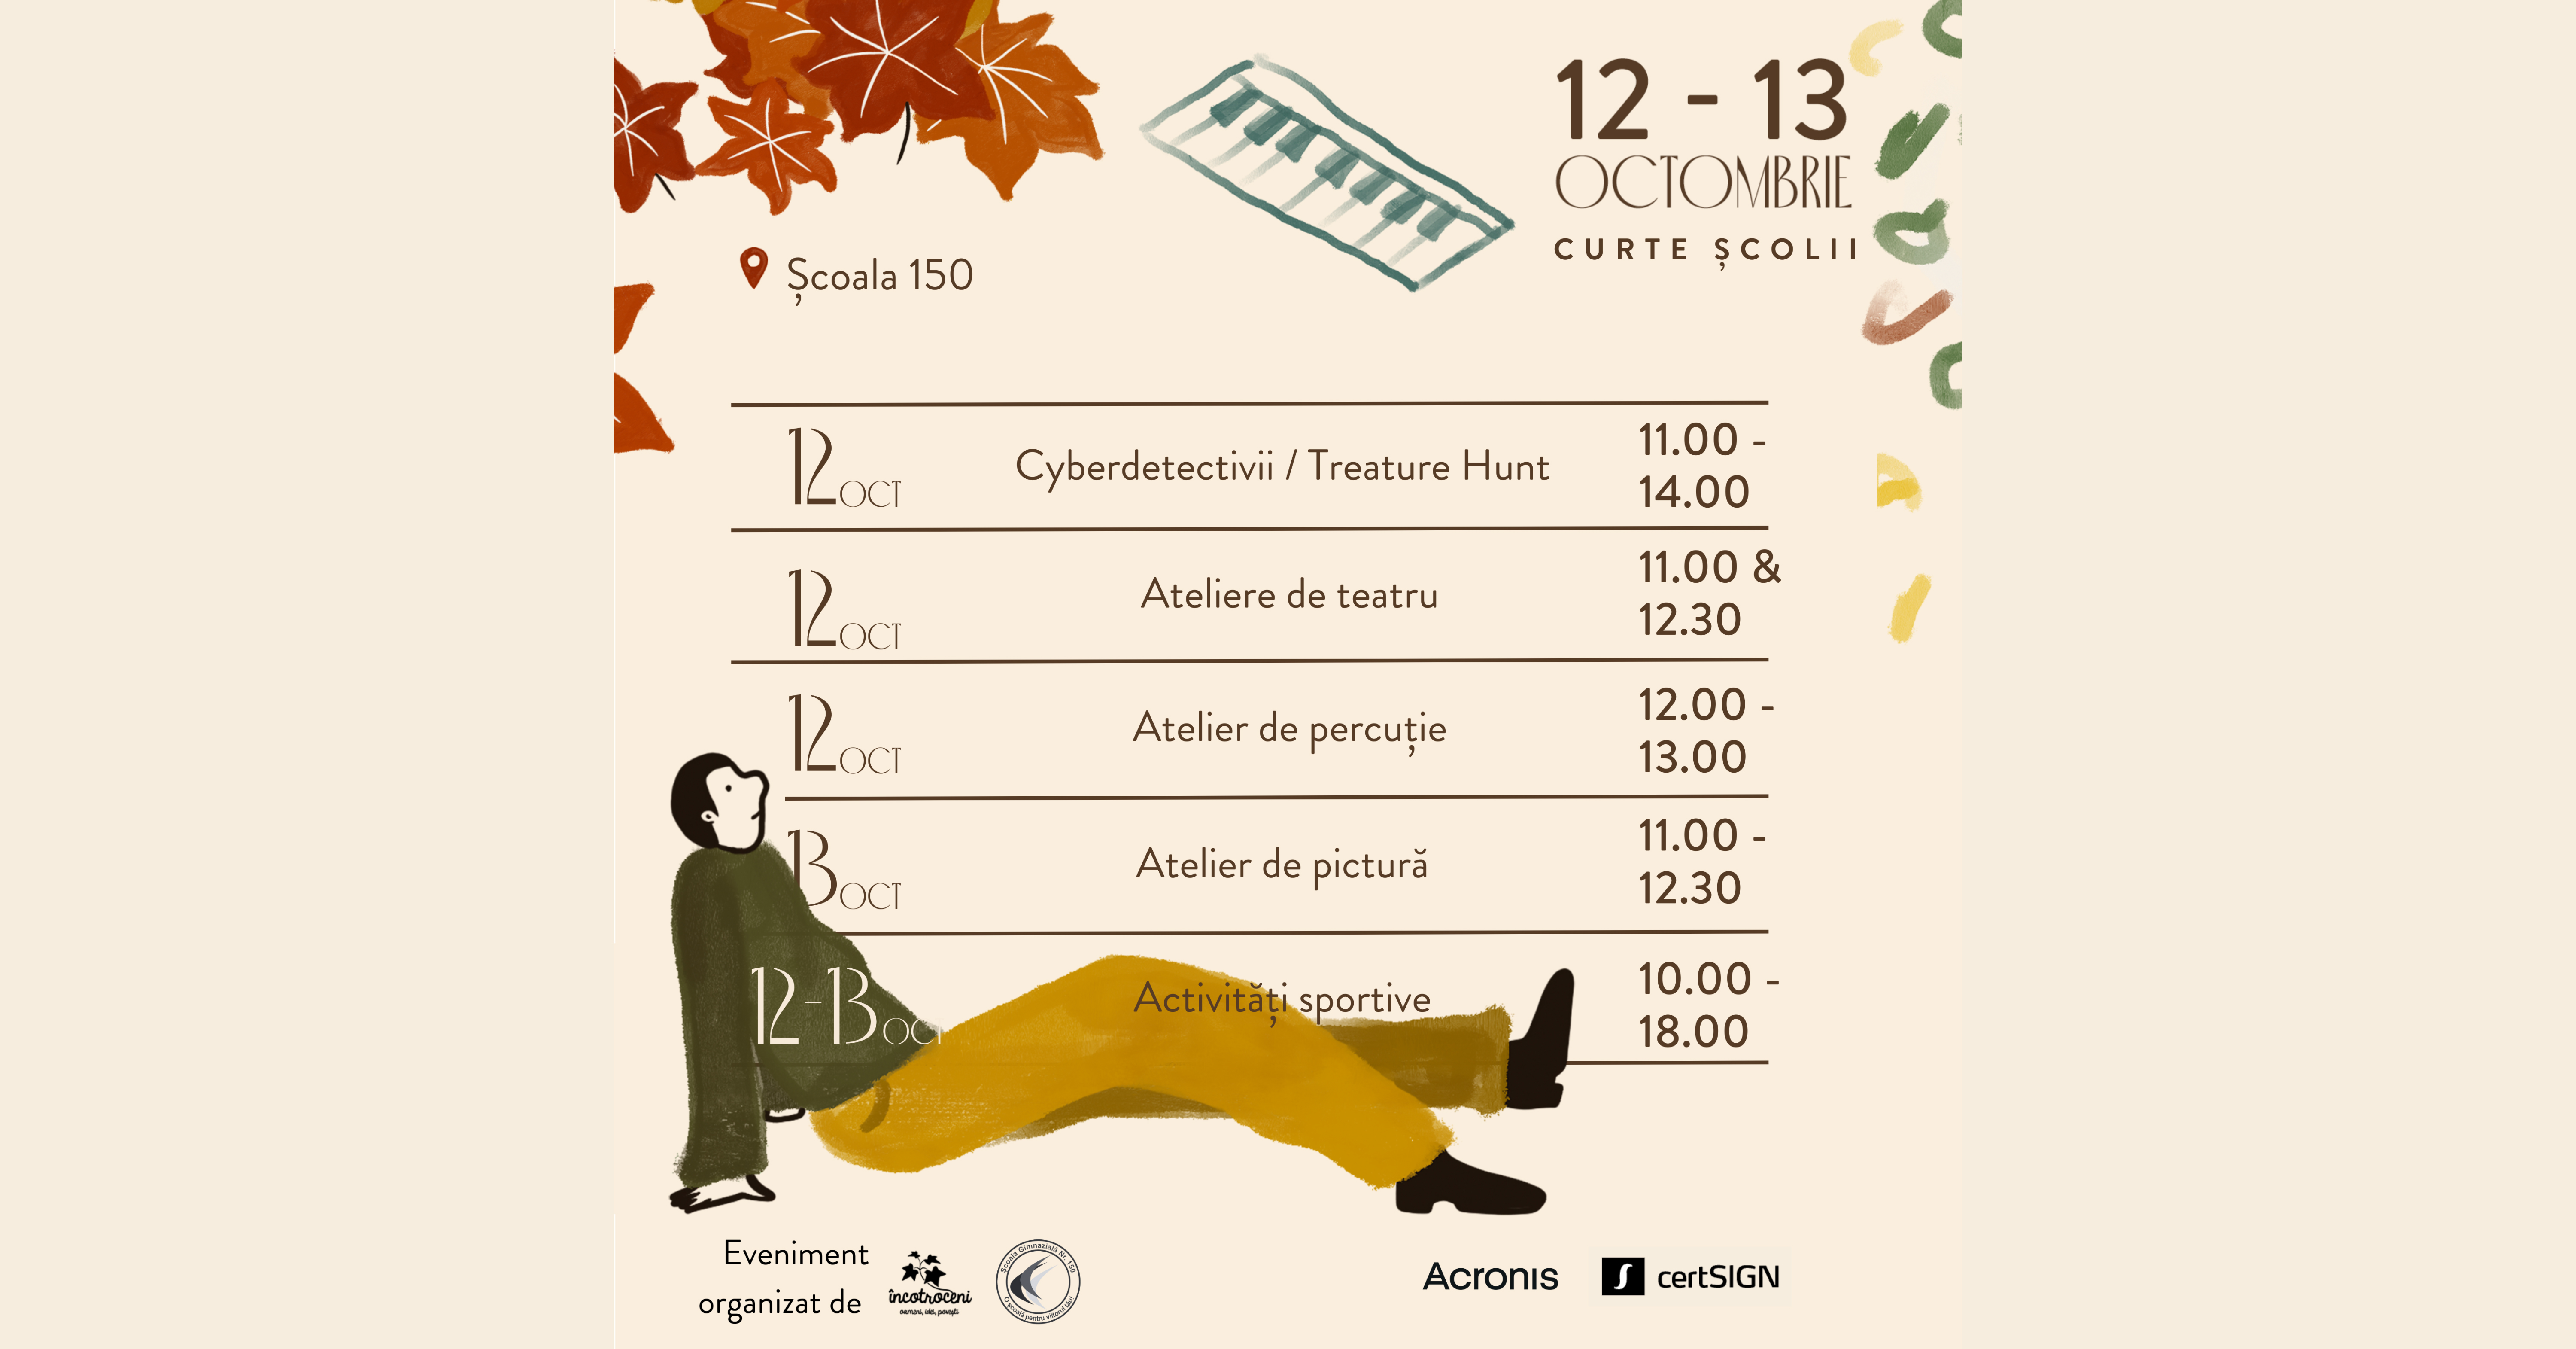 12 - 13
OCTOMBRIE
CURTE ȘCOLII
Școala 150
12 OCT
Cyberdetectivii / Treature Hunt
11.00 -
14.00
12 OCT
Ateliere de teatru
11.00 &
12.30
12 OCT
Atelier de percuție
12.00 -
13.00
13 OCT
Atelier de pictură
11.00 -
12.30
12-13 OCT
Activități sportive
10.00 -
18.00
Eveniment
organizat de
încotroceni
oameni, idei, povești
Școala Gimnazială Nr. 150
O școală pentru viitorul tău!
Acronis
certSIGN